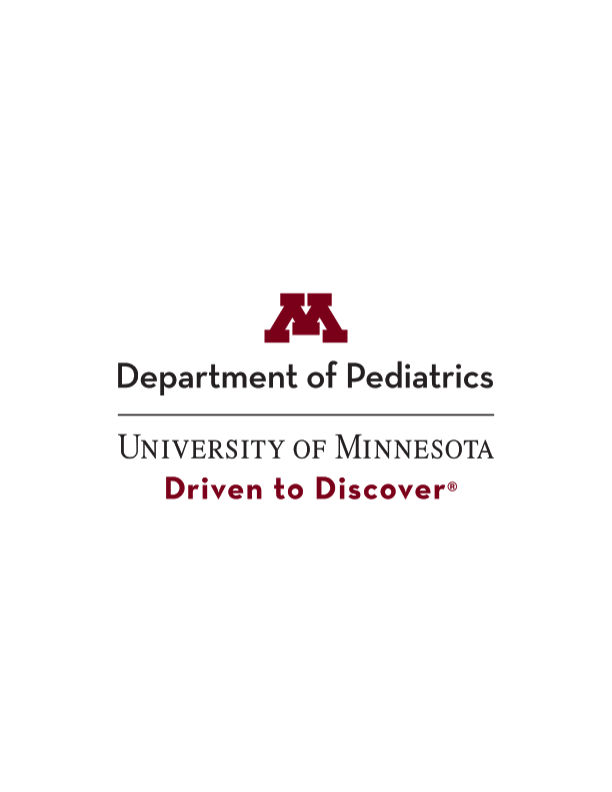 M
Department of Pediatrics
UNIVERSITY OF MINNESOTA
Driven to Discover®